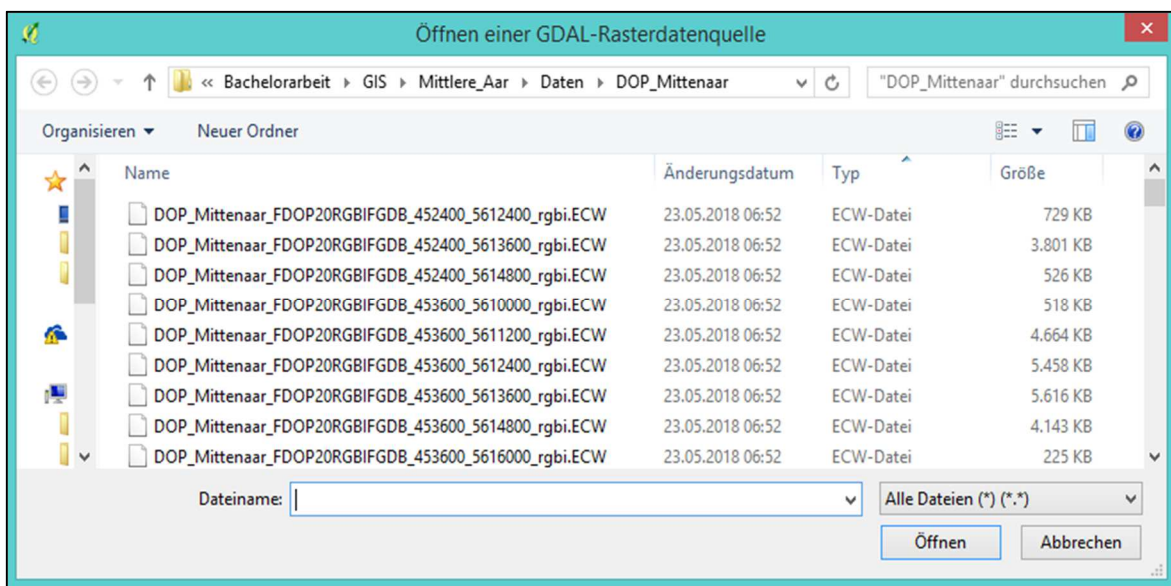 Öffnen einer GDAL-Rasterdatenquelle
« Bachelorarbeit ▸ GIS ▸ Mittlere_Aar ▸ Daten ▸ DOP_Mittenaar "DOP_Mittenaar" durchsuchen
Organisieren Neuer Ordner
Name Änderungsdatum Typ Größe
DOP_Mittenaar_FDOP20RGBIFGDB_452400_5612400_rgbi.ECW 23.05.2018 06:52 ECW-Datei 729 KB
DOP_Mittenaar_FDOP20RGBIFGDB_452400_5613600_rgbi.ECW 23.05.2018 06:52 ECW-Datei 3.801 KB
DOP_Mittenaar_FDOP20RGBIFGDB_452400_5614800_rgbi.ECW 23.05.2018 06:52 ECW-Datei 526 KB
DOP_Mittenaar_FDOP20RGBIFGDB_453600_5610000_rgbi.ECW 23.05.2018 06:52 ECW-Datei 518 KB
DOP_Mittenaar_FDOP20RGBIFGDB_453600_5611200_rgbi.ECW 23.05.2018 06:52 ECW-Datei 4.664 KB
DOP_Mittenaar_FDOP20RGBIFGDB_453600_5612400_rgbi.ECW 23.05.2018 06:52 ECW-Datei 5.458 KB
DOP_Mittenaar_FDOP20RGBIFGDB_453600_5613600_rgbi.ECW 23.05.2018 06:52 ECW-Datei 5.616 KB
DOP_Mittenaar_FDOP20RGBIFGDB_453600_5614800_rgbi.ECW 23.05.2018 06:52 ECW-Datei 4.143 KB
DOP_Mittenaar_FDOP20RGBIFGDB_453600_5616000_rgbi.ECW 23.05.2018 06:52 ECW-Datei 225 KB
Dateiname: Alle Dateien (*) (*.*)
Öffnen Abbrechen